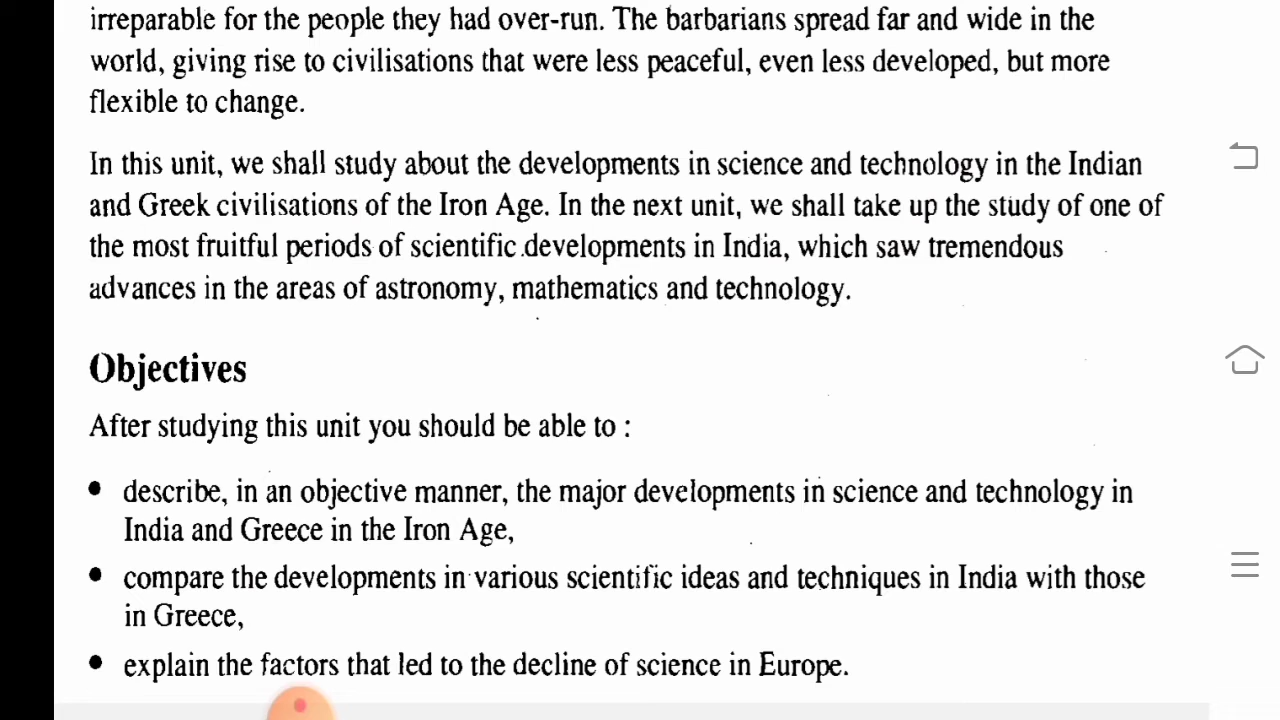 irreparable for the people they had over-run. The barbarians spread far and wide in the
world, giving rise to civilisations that were less peaceful, even less developed, but more
flexible to change.
In this unit, we shall study about the developments in science and technology in the Indian
and Greek civilisations of the Iron Age. In the next unit, we shall take up the study of one of
the most fruitful periods of scientific developments in India, which saw tremendous
advances in the areas of astronomy, mathematics and technology.
Objectives
After studying this unit you should be able to :
• describe, in an objective manner, the major developments in science and technology in
India and Greece in the Iron Age,
• compare the developments in various scientific ideas and techniques in India with those
in Greece,
• explain the factors that led to the decline of science in Europe.